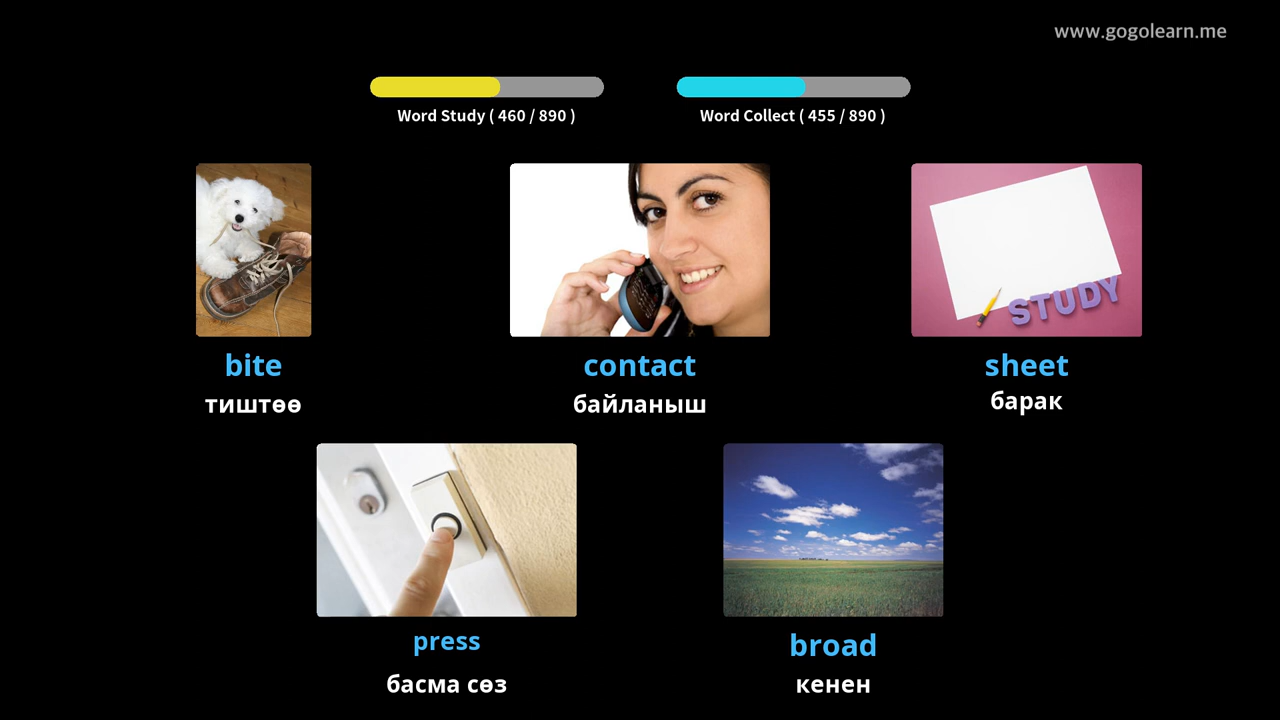 www.gogolearn.me
Word Study ( 460 / 890 )
Word Collect ( 455 / 890 )
bite
тиштөө
contact
байланыш
STUDY
sheet
барак
press
басма сөз
broad
кенен